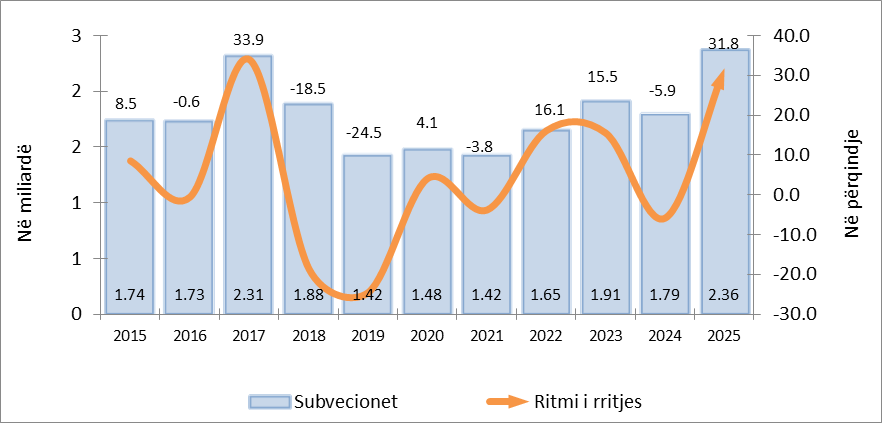 3
2
2
1
1
0
Në miliardë
40.0
30.0
20.0
10.0
0.0
-10.0
-20.0
-30.0
Në përqindje
8.5 -0.6 33.9 -18.5 -24.5 4.1 -3.8 16.1 15.5 -5.9 31.8
1.74 1.73 2.31 1.88 1.42 1.48 1.42 1.65 1.91 1.79 2.36
2015 2016 2017 2018 2019 2020 2021 2022 2023 2024 2025
Subvecionet Ritmi i rritjes